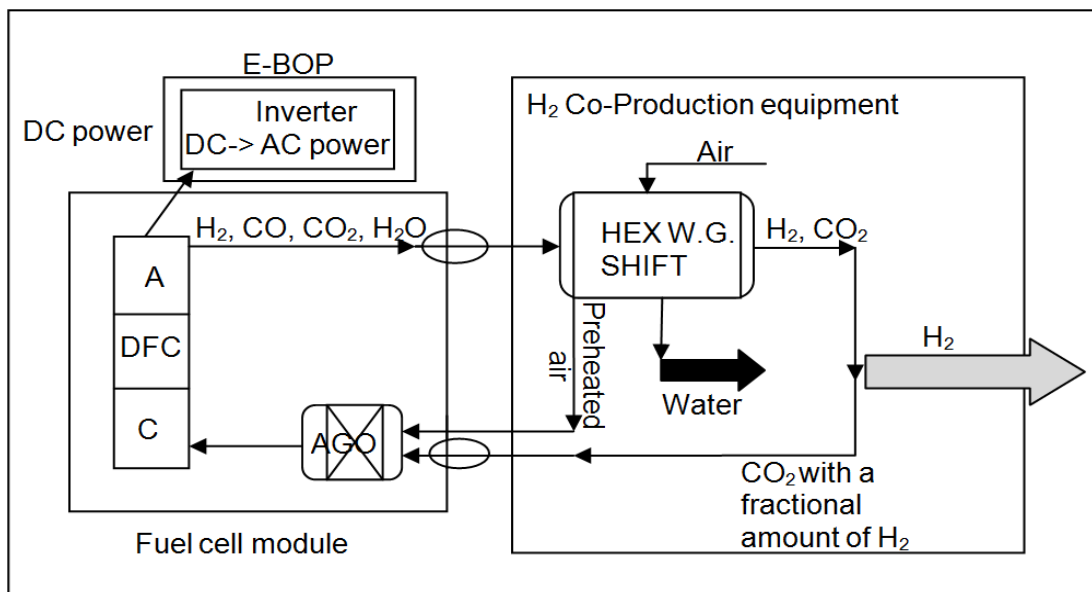 E-BOP
Inverter
DC-> AC power
DC power
H₂ Co-Production equipment
Air
H₂, CO, CO₂, H₂O
HEX W.G.
SHIFT
H₂, CO₂
A
DFC
C
Preheated
air
Water
H₂
AGO
CO₂ with a
fractional
amount of H₂
Fuel cell module